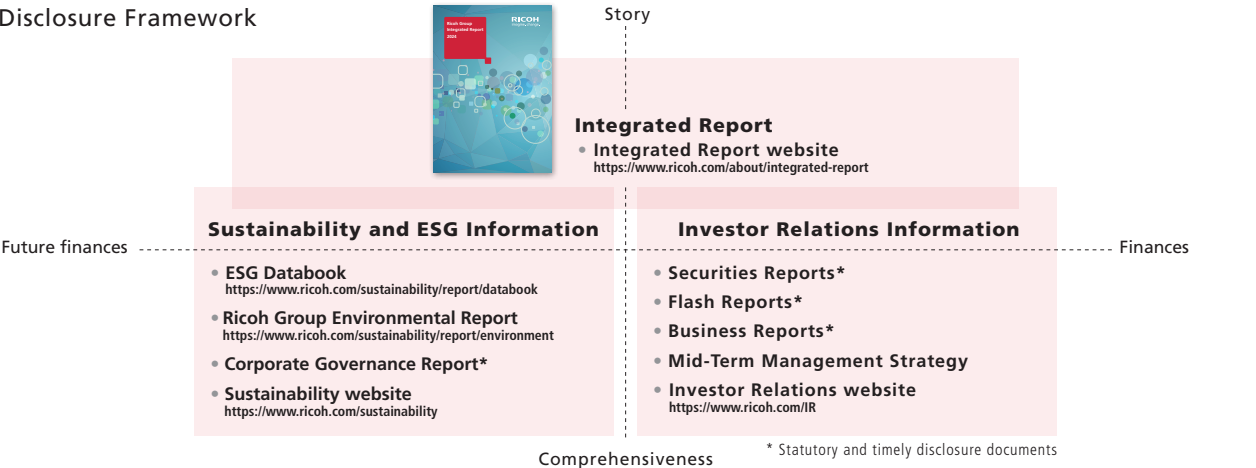 Disclosure Framework
Story
Ricoh Group
Integrated Report
2024
RICOH
imagine. change.
Integrated Report
• Integrated Report website
https://www.ricoh.com/about/integrated-report
Future finances
Finances
Sustainability and ESG Information
• ESG Databook
https://www.ricoh.com/sustainability/report/databook
• Ricoh Group Environmental Report
https://www.ricoh.com/sustainability/report/environment
• Corporate Governance Report*
• Sustainability website
https://www.ricoh.com/sustainability
Investor Relations Information
• Securities Reports*
• Flash Reports*
• Business Reports*
• Mid-Term Management Strategy
• Investor Relations website
https://www.ricoh.com/IR
* Statutory and timely disclosure documents
Comprehensiveness